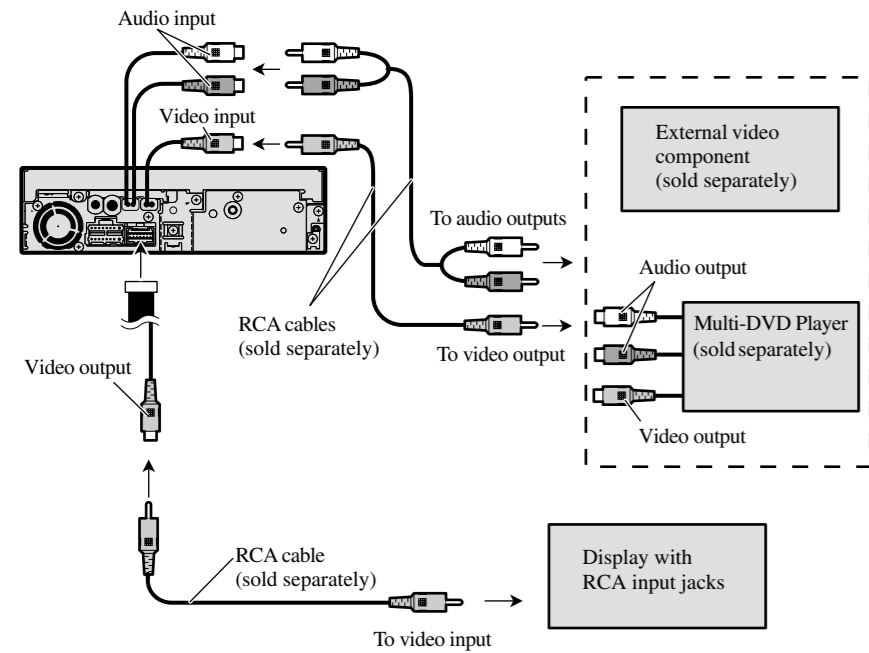 Audio input
Video input
External video
component
(sold separately)
To audio outputs
Audio output
RCA cables
(sold separately)
Multi-DVD Player
(sold separately)
To video output
Video output
Video output
RCA cable
(sold separately)
Display with
RCA input jacks
To video input